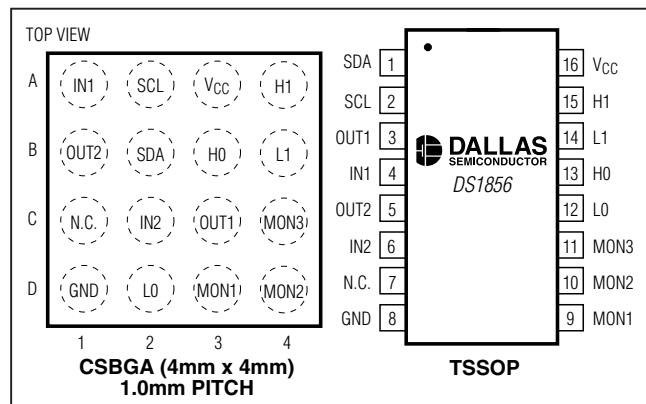 TOP VIEW
A IN1 SCL VCC H1
B OUT2 SDA H0 L1
C N.C. IN2 OUT1 MON3
D GND L0 MON1 MON2
1 2 3 4
CSBGA (4mm x 4mm)
1.0mm PITCH
SDA 1
SCL 2
OUT1 3
IN1 4
OUT2 5
IN2 6
N.C. 7
GND 8
DALLAS
SEMICONDUCTOR
DS1856
16 VCC
15 H1
14 L1
13 H0
12 L0
11 MON3
10 MON2
9 MON1
TSSOP